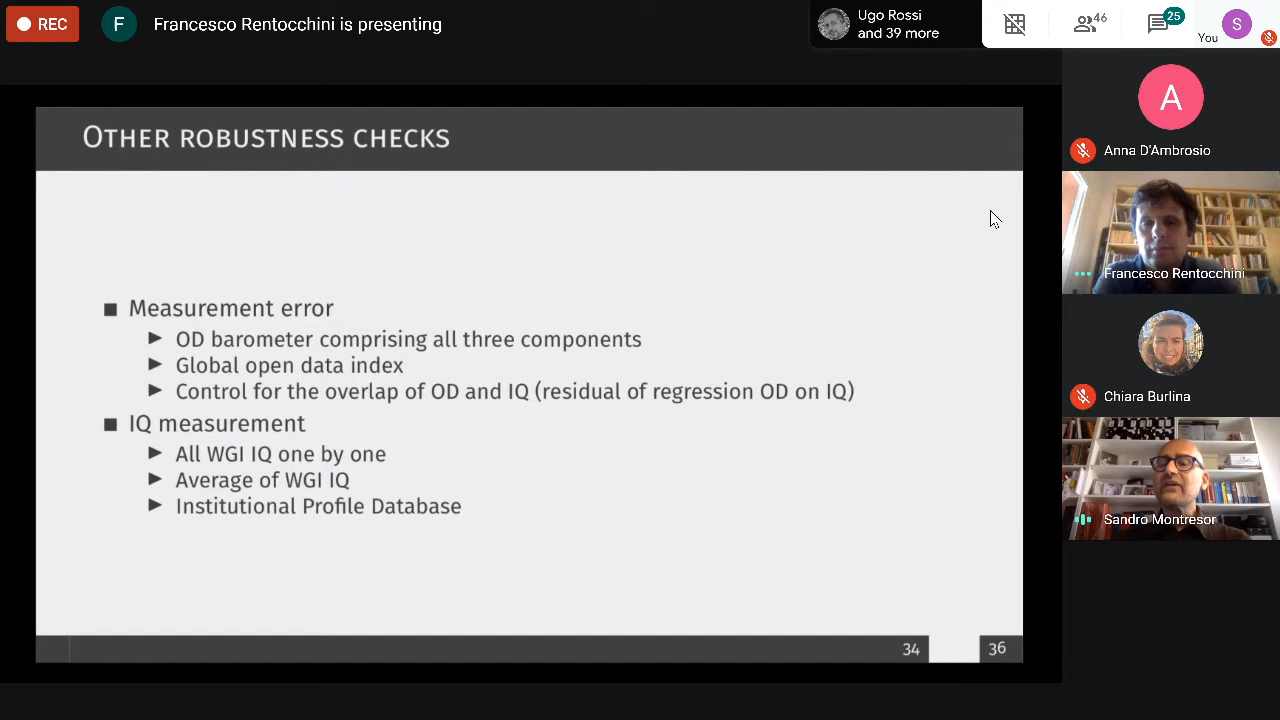 REC
F
Francesco Rentocchini is presenting
Ugo Rossi
and 39 more
46
25
You
S
OTHER ROBUSTNESS CHECKS
Measurement error
OD barometer comprising all three components
Global open data index
Control for the overlap of OD and IQ (residual of regression OD on IQ)
IQ measurement
All WGI IQ one by one
Average of WGI IQ
Institutional Profile Database
34
36
A
Anna D'Ambrosio
Francesco Rentocchini
Chiara Burlina
Sandro Montresor